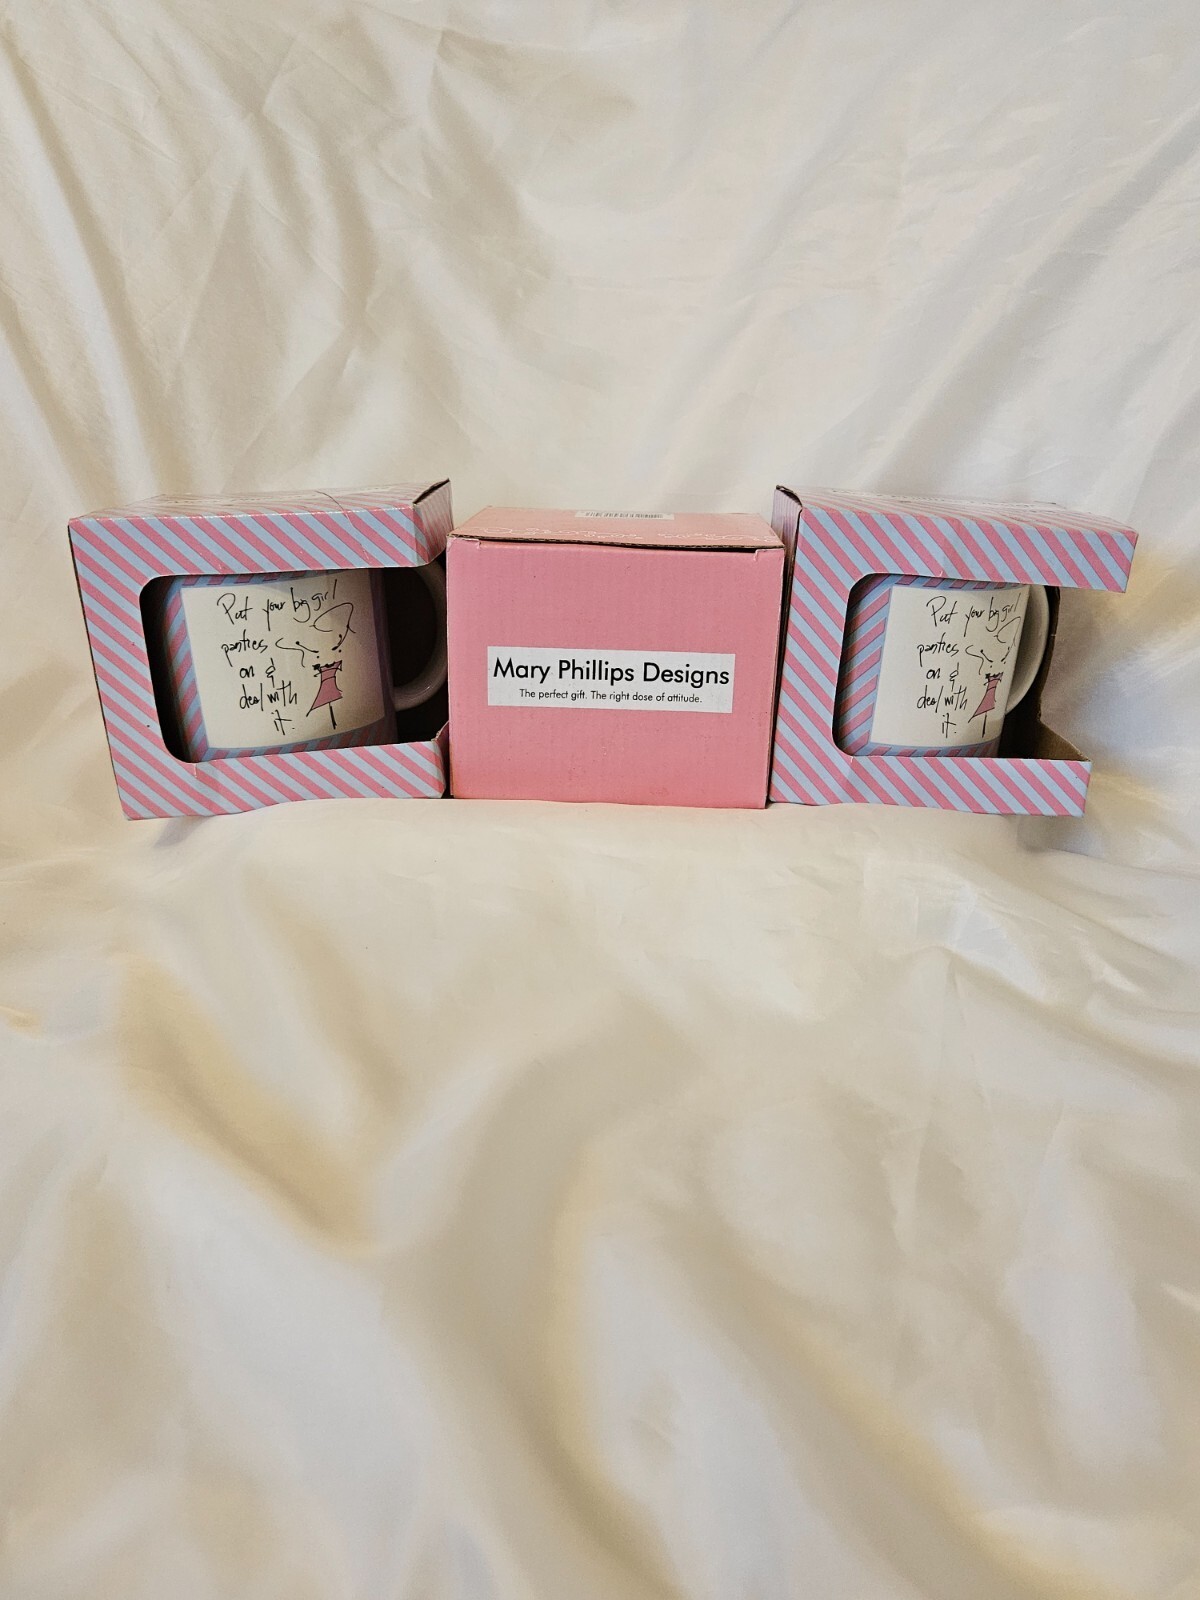 Put your big girl
panties
on &
deal with
it.
Mary Phillips Designs
The perfect gift. The right dose of attitude.
Put your big girl
panties
on &
deal with
it.